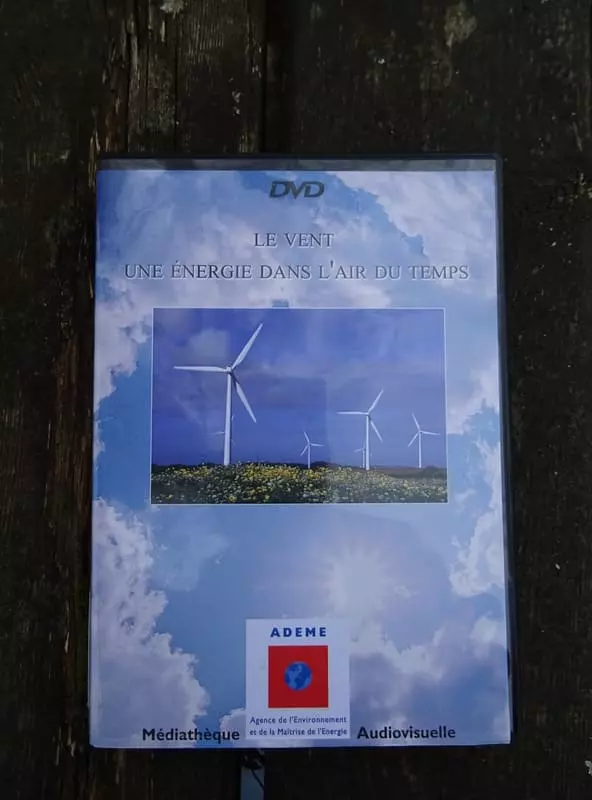 DVD
LE VENT
UNE ÉNERGIE DANS L'AIR DU TEMPS
ADEME
Agence de l'Environnement
et de la Maîtrise de l'Energie
Médiathèque Audiovisuelle